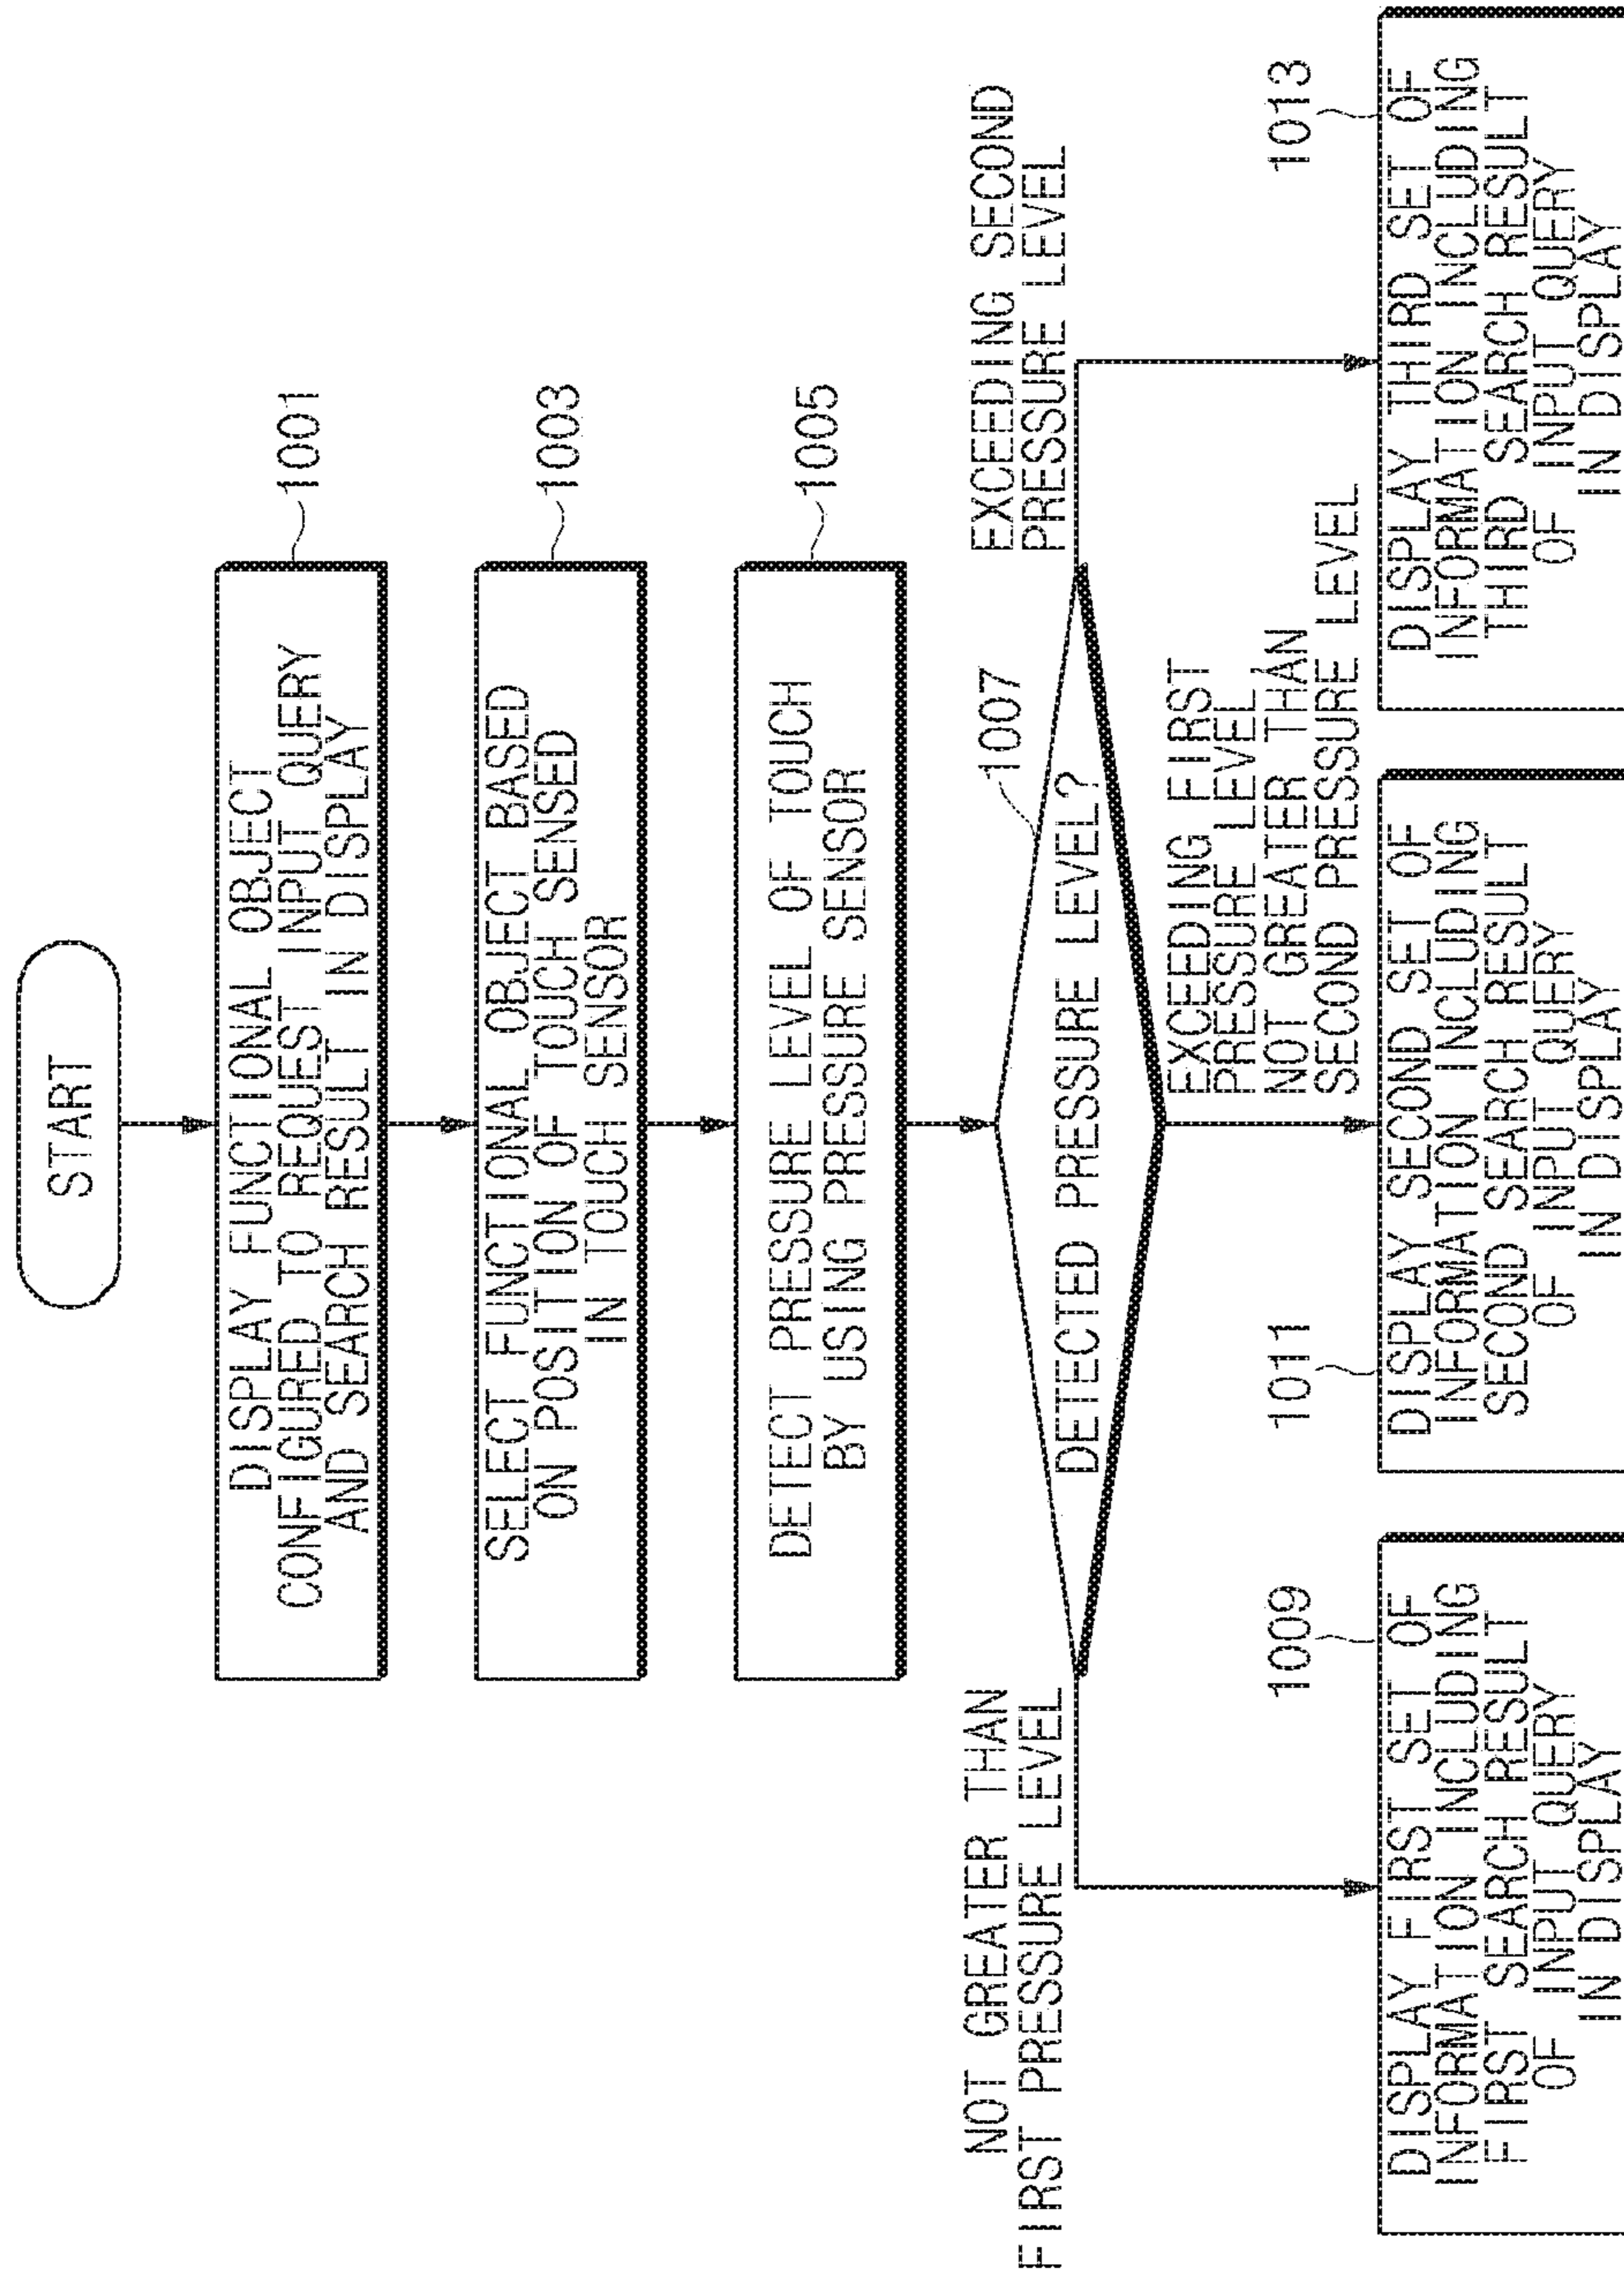 START
1001
DISPLAY FUNCTIONAL OBJECT
CONFIGURED TO REQUEST INPUT QUERY
AND SEARCH RESULT IN DISPLAY
1003
SELECT FUNCTIONAL OBJECT BASED
ON POSITION OF TOUCH SENSED
IN TOUCH SENSOR
1005
DETECT PRESSURE LEVEL OF TOUCH
BY USING PRESSURE SENSOR
1007
DETECTED PRESSURE LEVEL?
NOT GREATER THAN
FIRST PRESSURE LEVEL
EXCEEDING FIRST
PRESSURE LEVEL
NOT GREATER THAN
SECOND PRESSURE LEVEL
EXCEEDING SECOND
PRESSURE LEVEL
1009
DISPLAY FIRST SET OF
INFORMATION INCLUDING
FIRST SEARCH RESULT
OF INPUT QUERY
IN DISPLAY
1011
DISPLAY SECOND SET OF
INFORMATION INCLUDING
SECOND SEARCH RESULT
OF INPUT QUERY
IN DISPLAY
1013
DISPLAY THIRD SET OF
INFORMATION INCLUDING
THIRD SEARCH RESULT
OF INPUT QUERY
IN DISPLAY